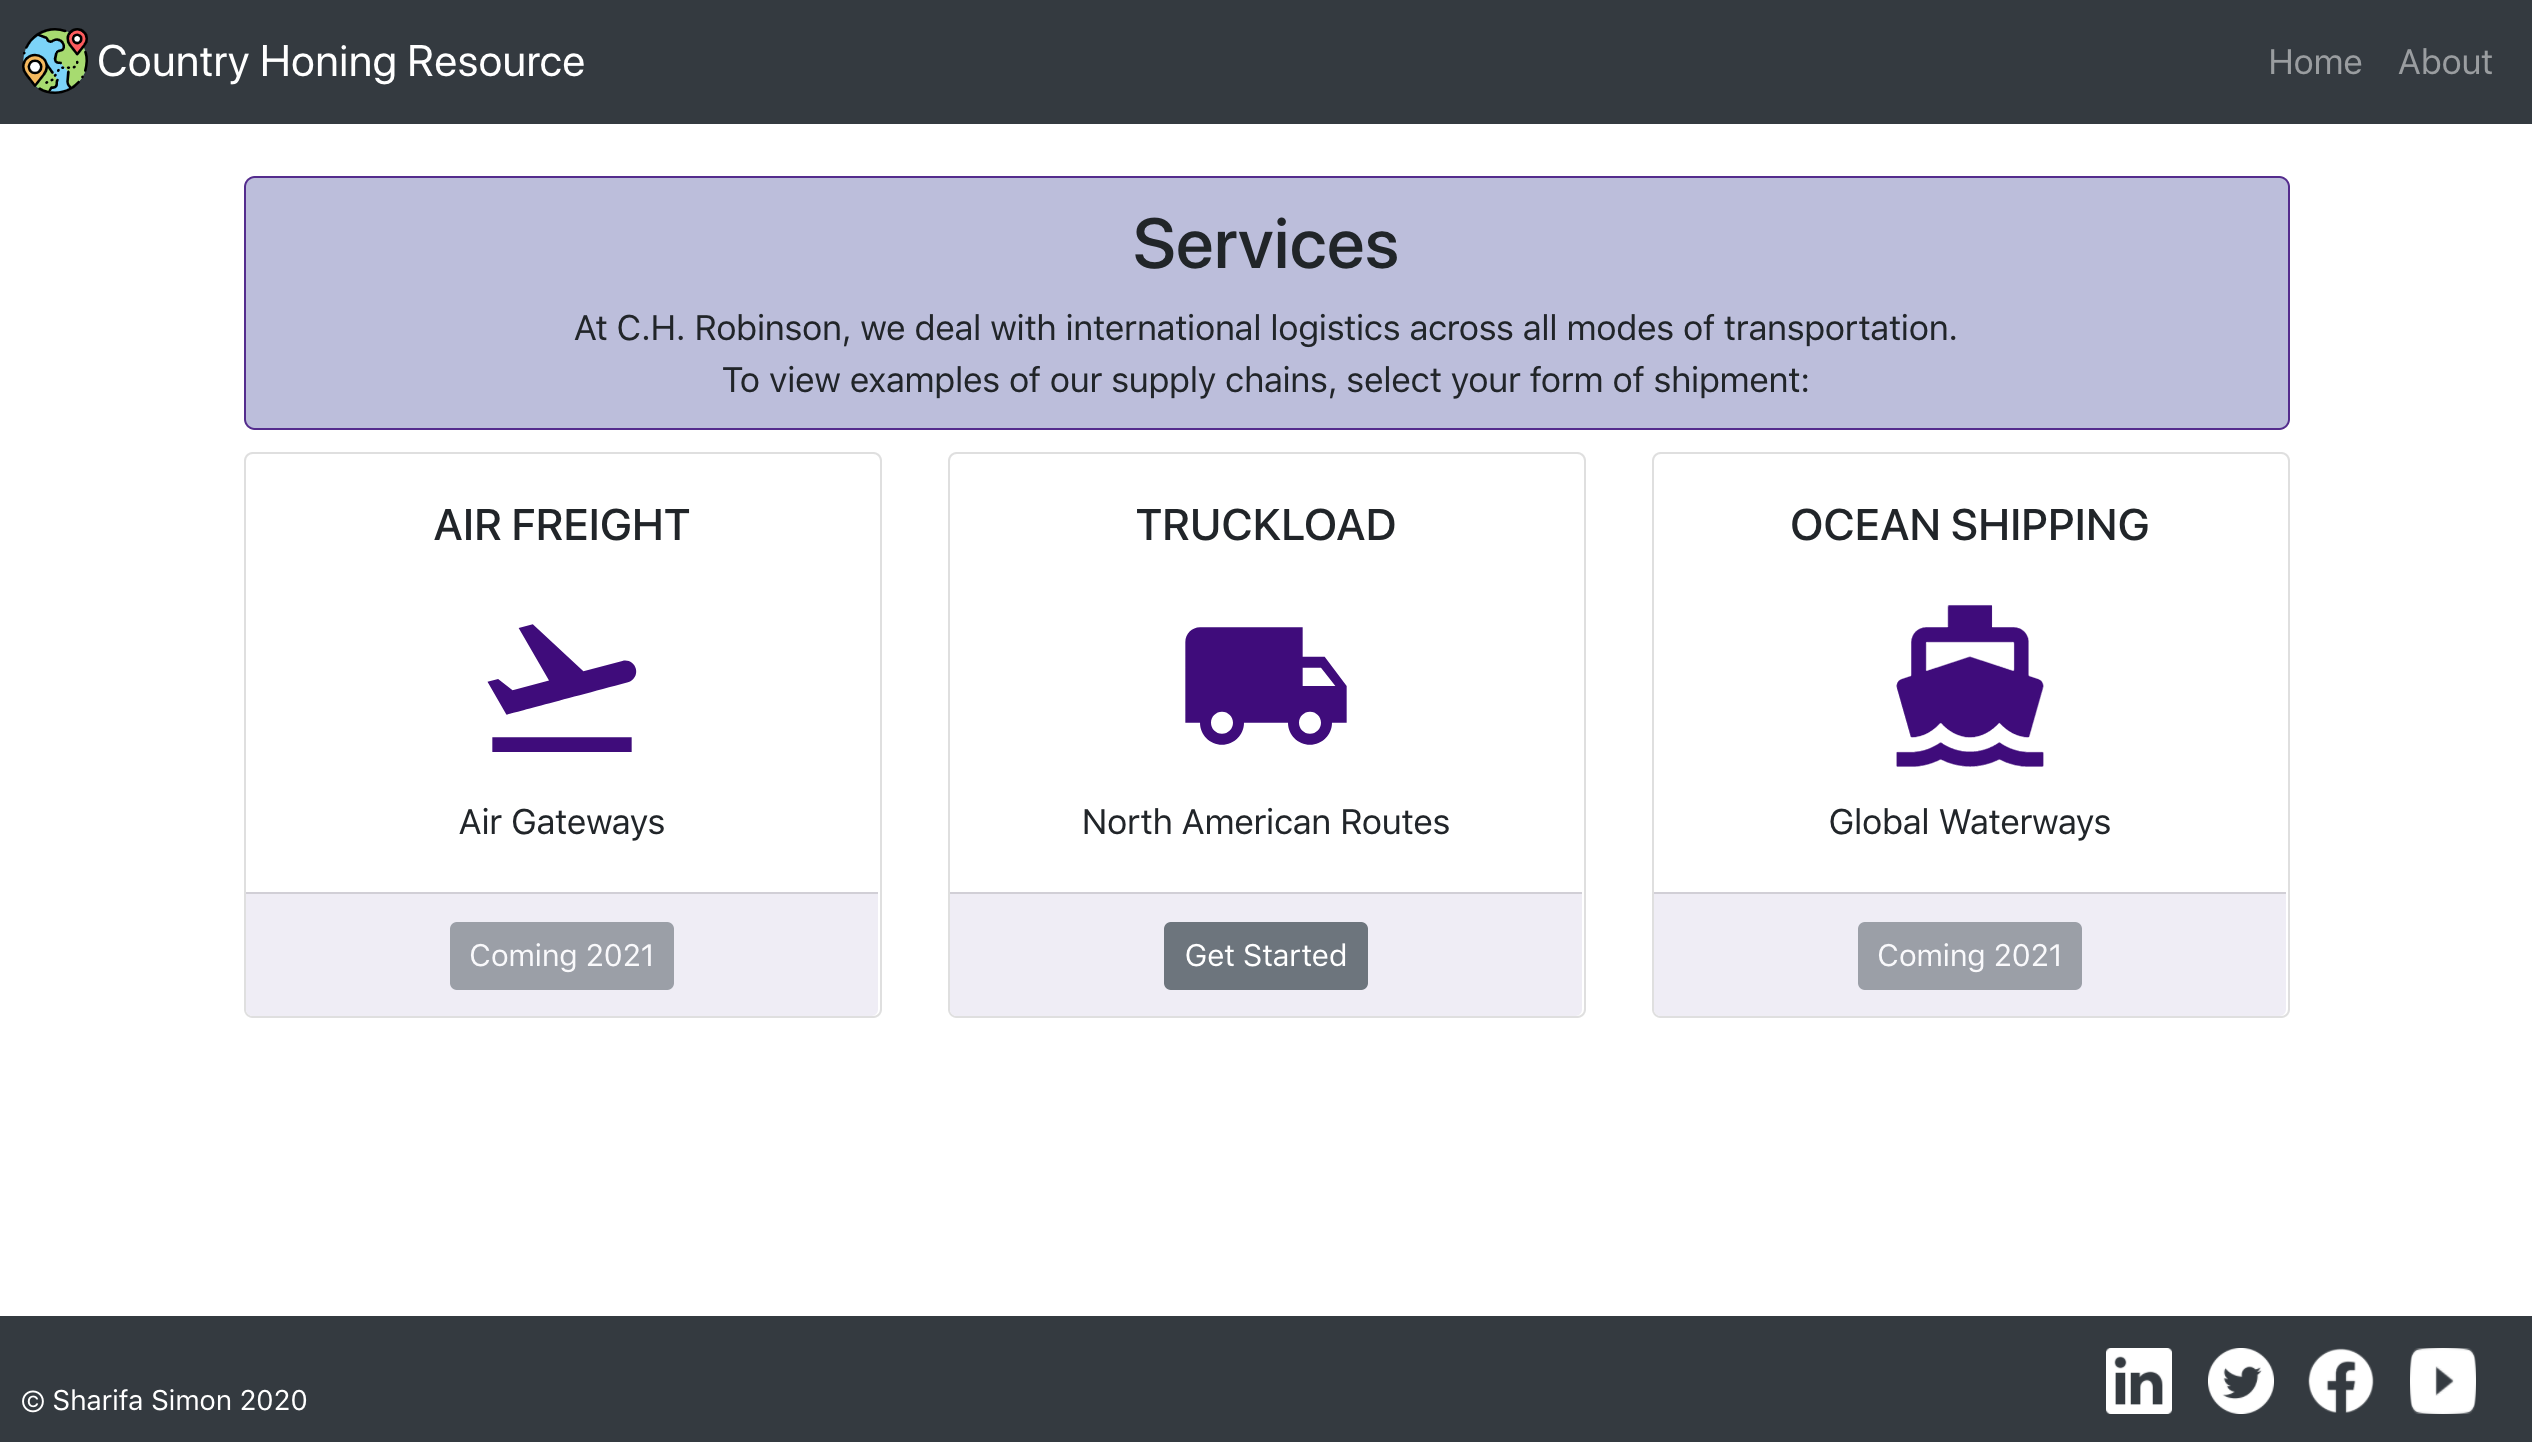 Country Honing Resource
Home
About
Services
At C.H. Robinson, we deal with international logistics across all modes of transportation.
To view examples of our supply chains, select your form of shipment:
AIR FREIGHT
Air Gateways
Coming 2021
TRUCKLOAD
North American Routes
Get Started
OCEAN SHIPPING
Global Waterways
Coming 2021
© Sharifa Simon 2020
in